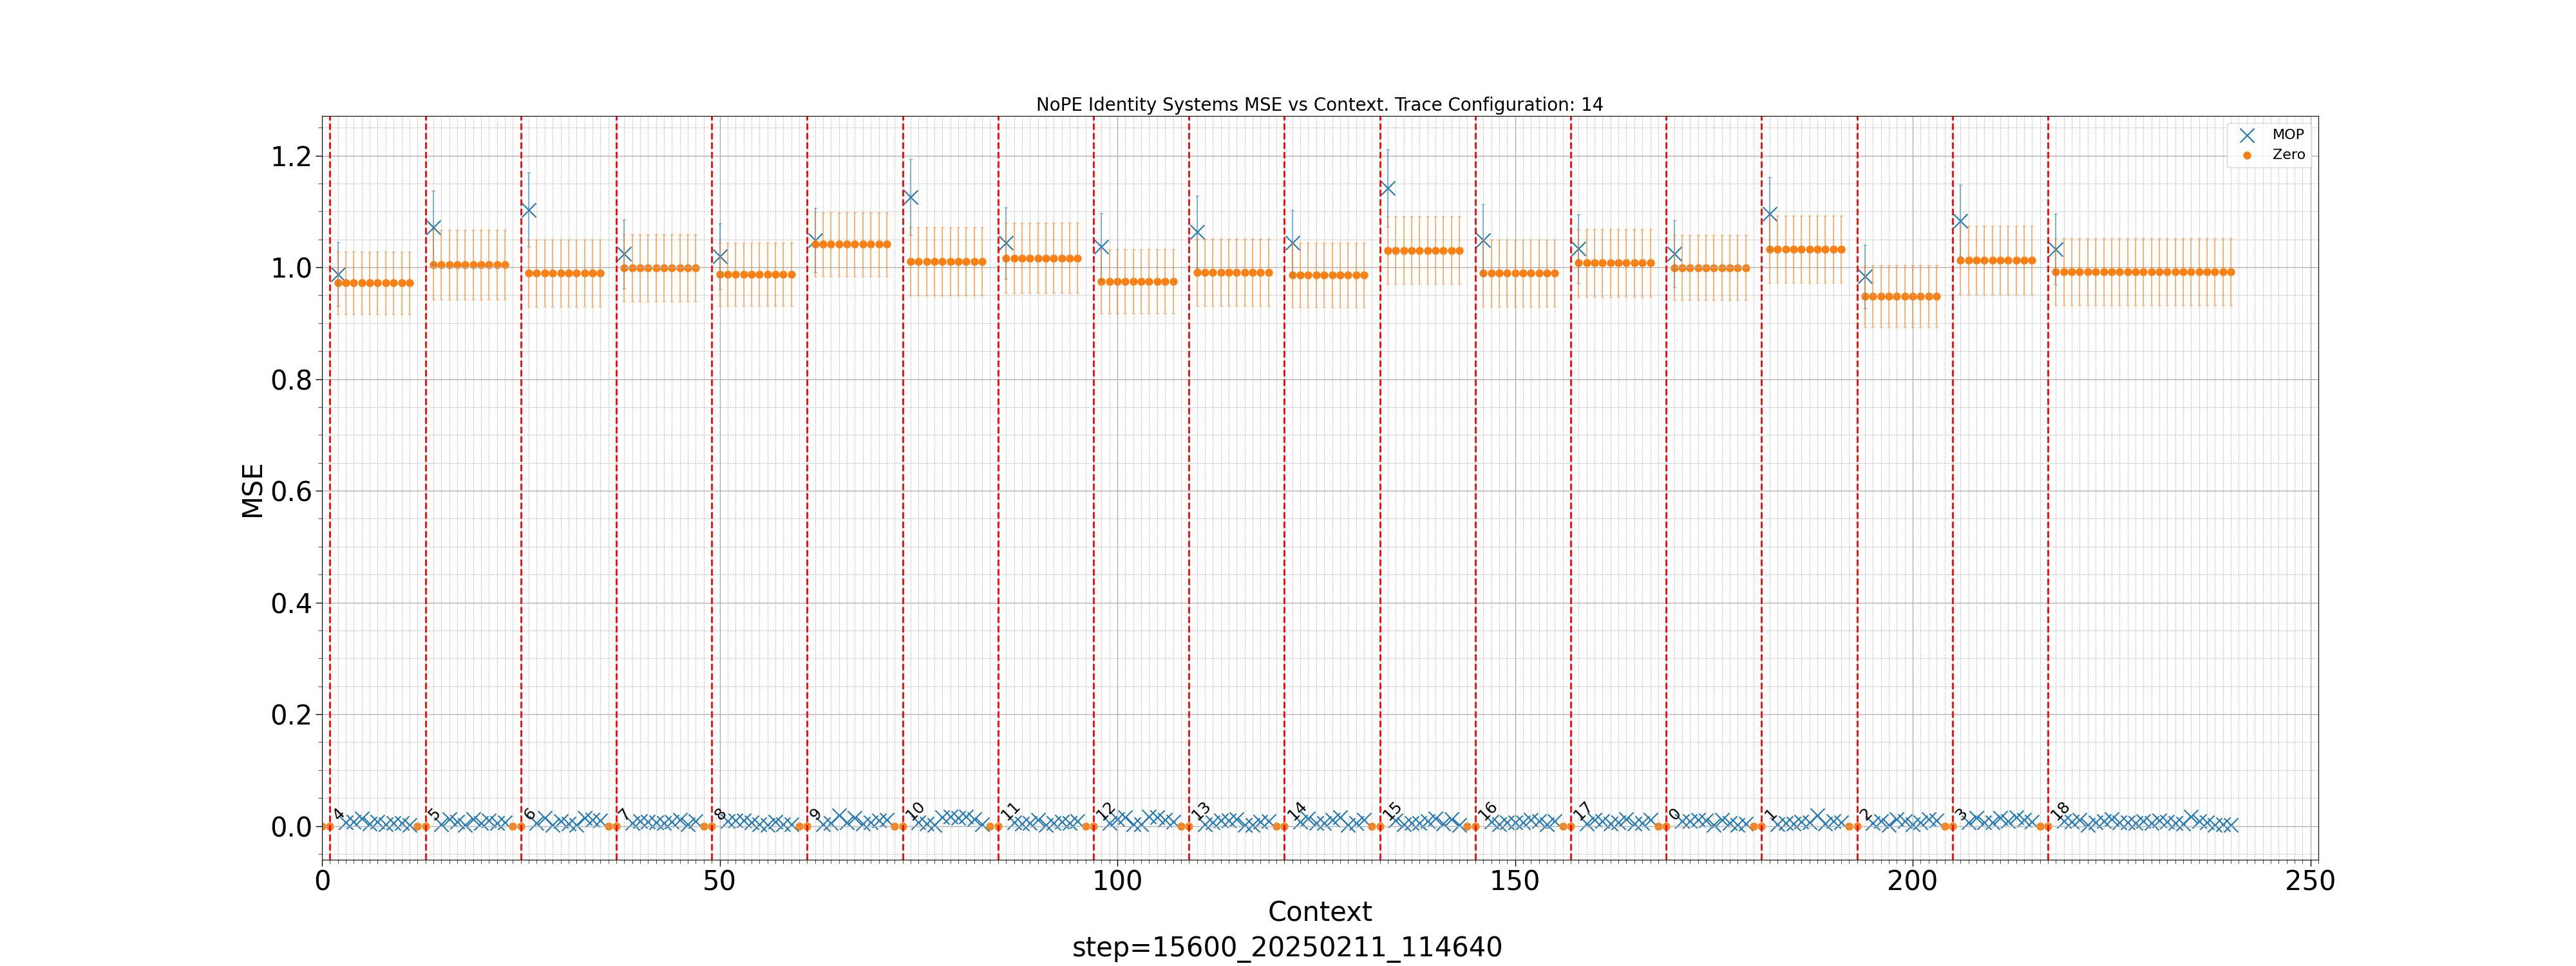 NoPE Identity Systems MSE vs Context. Trace Configuration: 14
MOP
Zero
MSE
1.2
1.0
0.8
0.6
0.4
0.2
0.0
4 5 6 7 8 9 10 11 12 13 14 15 16 17 0 1 2 3 18
0 50 100 150 200 250
Context
step=15600_20250211_114640